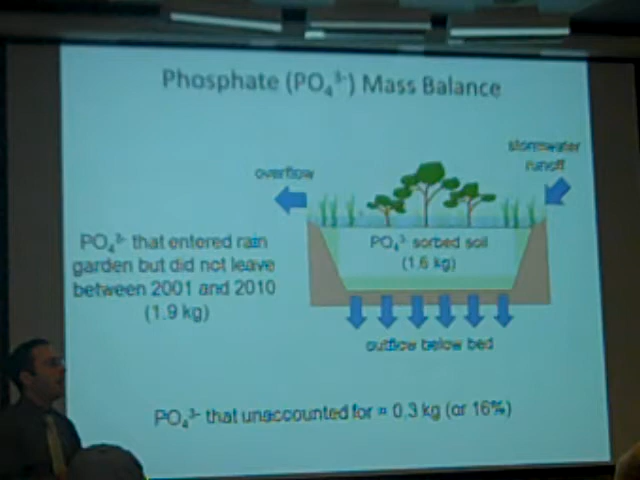 Phosphate (PO₄³⁻) Mass Balance
stormwater
runoff
overflow
PO₄³⁻ that entered rain
garden but did not leave
between 2001 and 2010
(1.9 kg)
PO₄³⁻ sorbed soil
(1.6 kg)
outflow below bed
PO₄³⁻ that unaccounted for = 0.3 kg (or 16%)